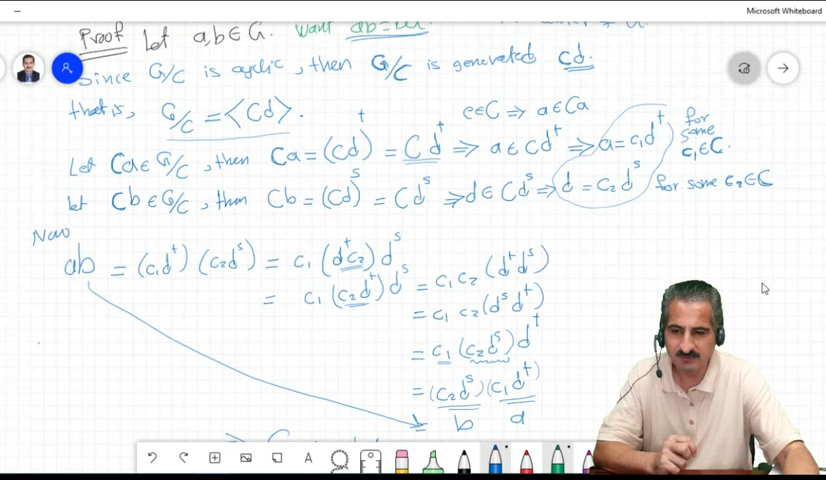 Microsoft Whiteboard
Proof Let a,b∈G. Want ab=
Since G/C is cyclic, then G/C is generated Cd.
that is, G/C = ⟨Cd⟩. e∈C ⟹ a∈Ca
Let Ca∈G/C, then Ca = (Cd)^t = Cd^t ⟹ a∈Cd^t ⟹ a = c₁d^t for some c₁∈C.
let Cb∈G/C, then Cb = (Cd)^s = Cd^s ⟹ d∈Cd^s ⟹ d = c₂d^s for some c₂∈C
Now
ab = (c₁d^t)(c₂d^s) = c₁(d^t c₂)d^s
= c₁(c₂d^t)d^s = c₁c₂(d^t d^s)
= c₁c₂(d^s d^t)
= c₁(c₂d^s)d^t
= (c₂d^s)(c₁d^t)
= b a